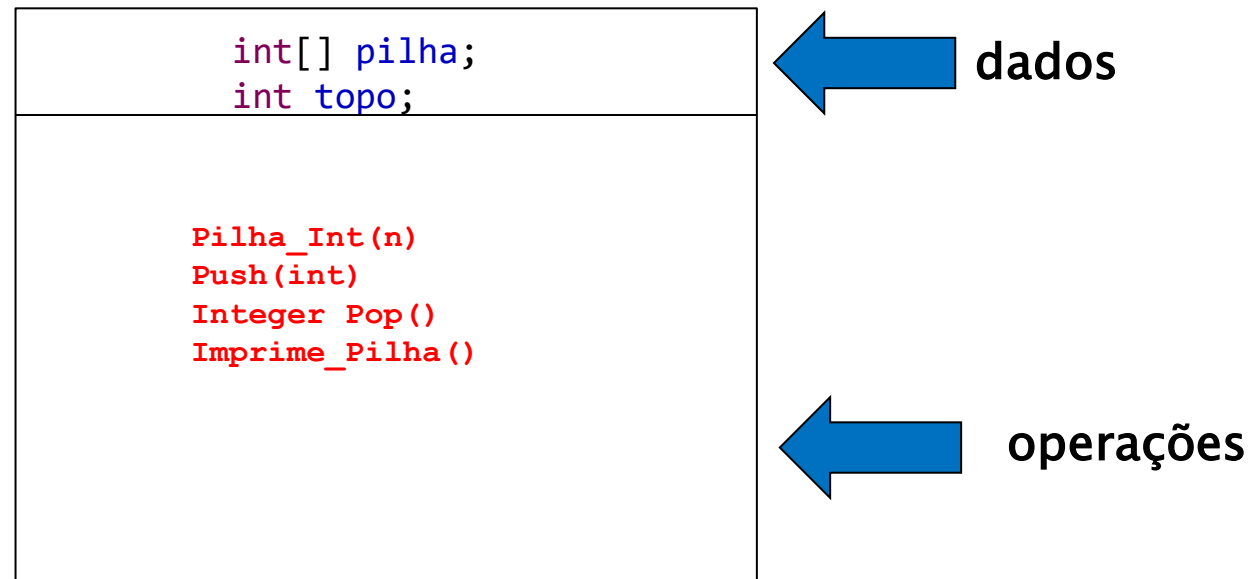 int[] pilha;
int topo;
dados
Pilha_Int(n)
Push(int)
Integer Pop()
Imprime_Pilha()
operações